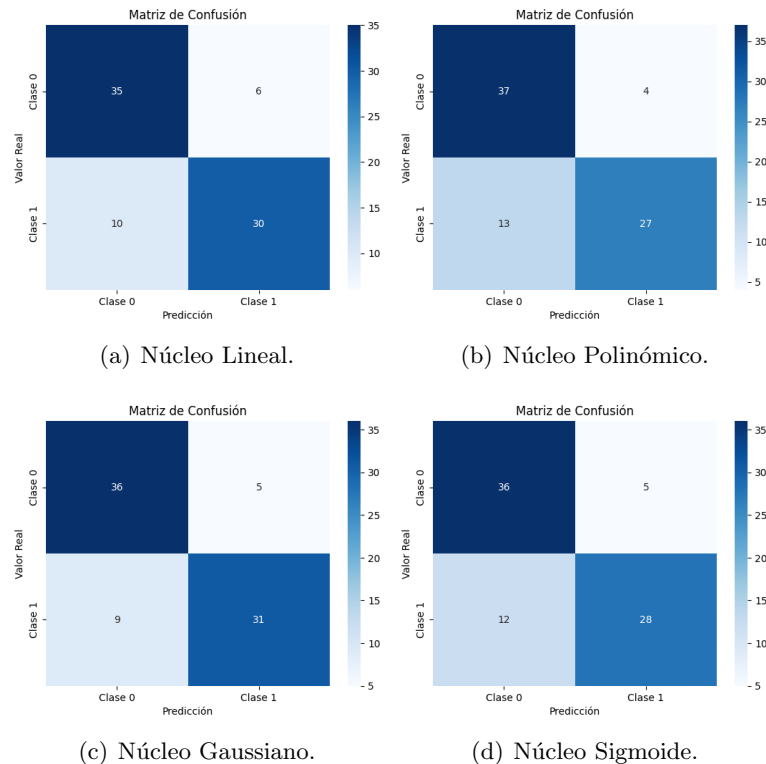 Matriz de Confusión
Clase 0
Clase 1
Valor Real
35
6
10
30
Clase 0
Clase 1
Predicción
35
30
25
20
15
10
(a) Núcleo Lineal.
Matriz de Confusión
Clase 0
Clase 1
Valor Real
37
4
13
27
Clase 0
Clase 1
Predicción
35
30
25
20
15
10
5
(b) Núcleo Polinómico.
Matriz de Confusión
Clase 0
Clase 1
Valor Real
36
5
9
31
Clase 0
Clase 1
Predicción
35
30
25
20
15
10
5
(c) Núcleo Gaussiano.
Matriz de Confusión
Clase 0
Clase 1
Valor Real
36
5
12
28
Clase 0
Clase 1
Predicción
35
30
25
20
15
10
5
(d) Núcleo Sigmoide.